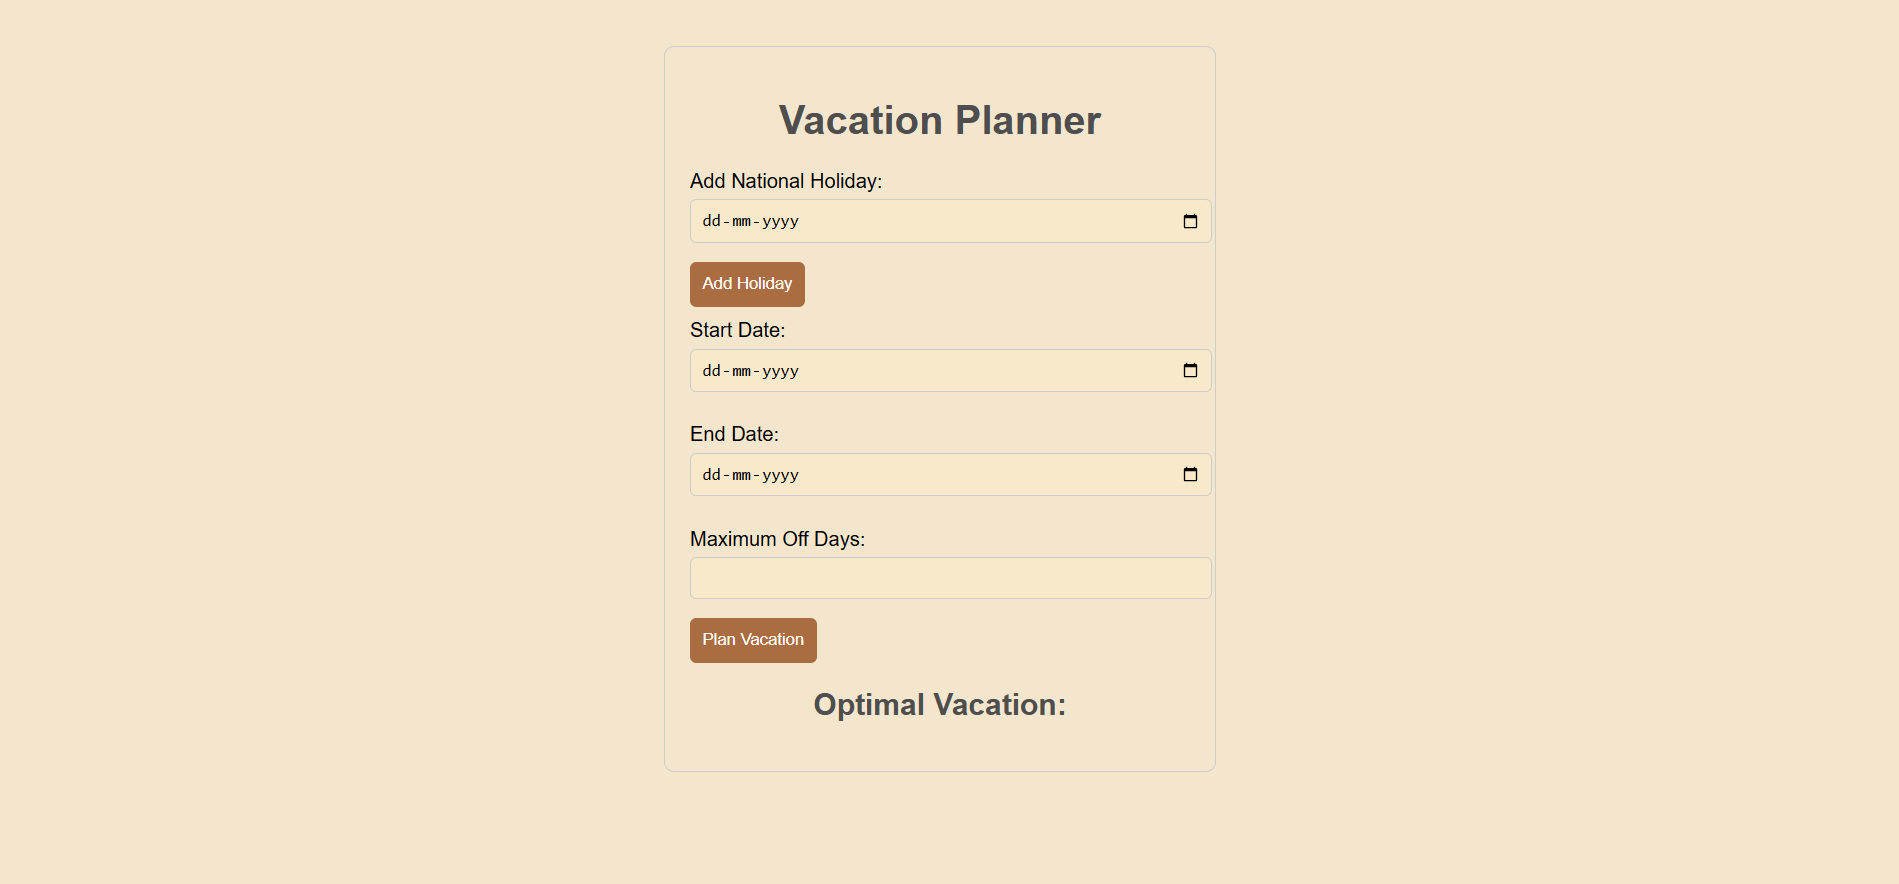 Vacation Planner
Add National Holiday:
dd-mm-yyyy
Add Holiday
Start Date:
dd-mm-yyyy
End Date:
dd-mm-yyyy
Maximum Off Days:
Plan Vacation
Optimal Vacation: